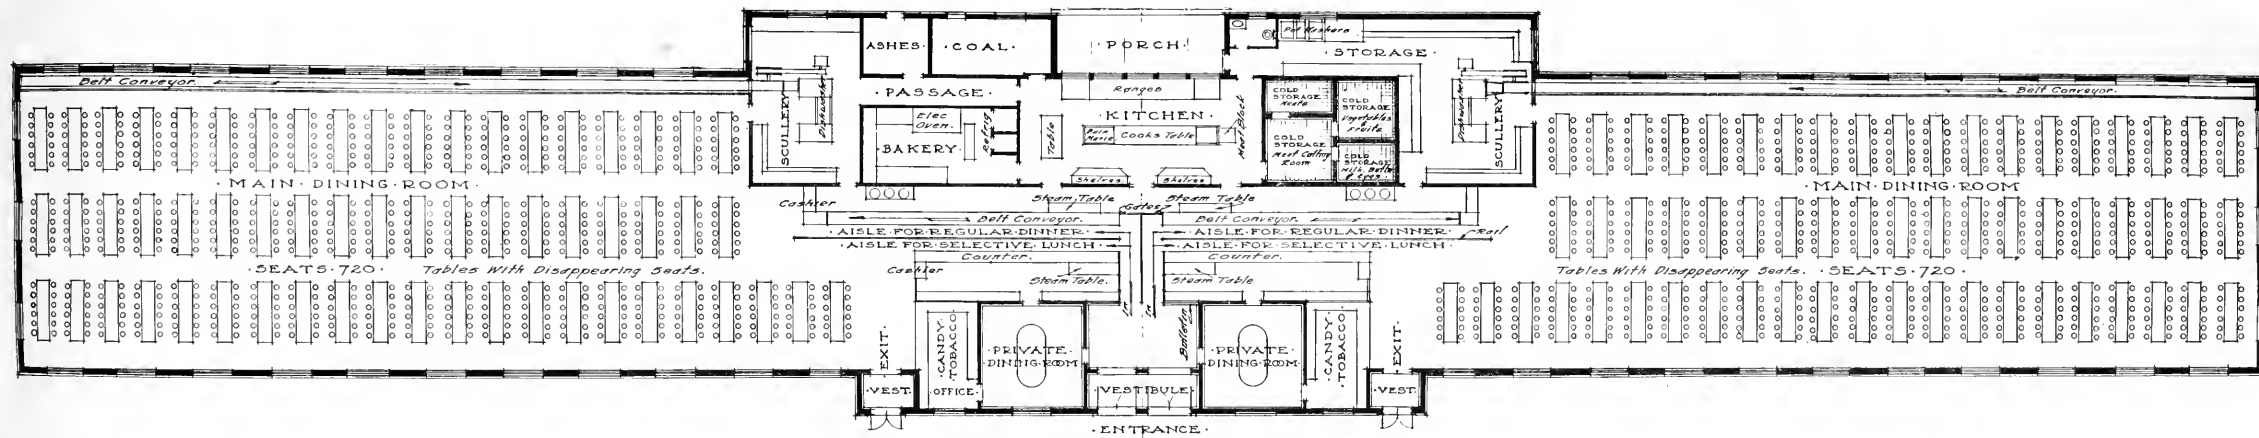 ASHES
COAL
PORCH
Pot Washers
STORAGE
Belt Conveyor.
PASSAGE
Ranges
COLD STORAGE
Meats
COLD STORAGE
Vegetables & Fruits
Belt Conveyor.
SCULLERY
Dishwasher
Elec Oven.
BAKERY
Refrig
KITCHEN
Table
Bain Marie
Cooks Table
Meat Block
COLD STORAGE
Meat Cutting Room
COLD STORAGE
Milk, Butter & Eggs
Dishwasher
SCULLERY
Shelves
Shelves
MAIN·DINING·ROOM
MAIN·DINING·ROOM
Cashier
Steam Table
Gates
Steam Table
Belt Conveyor.
Belt Conveyor.
AISLE·FOR·REGULAR·DINNER
AISLE·FOR·REGULAR·DINNER
Rail
AISLE FOR·SELECTIVE·LUNCH
AISLE·FOR·SELECTIVE·LUNCH
·SEATS·720· Tables With Disappearing Seats.
Cashier
Counter.
Counter.
Steam Table.
Steam Table
Tables With Disappearing Seats. ·SEATS·720·
IN
IN
Bulletin
EXIT
·CANDY·
·TOBACCO·
·PRIVATE·
·DINING·ROOM
·PRIVATE·
·DINING·ROOM
·CANDY·
·TOBACCO·
·EXIT·
·VEST.
·OFFICE·
·VESTIBULE·
·VEST.
·ENTRANCE·